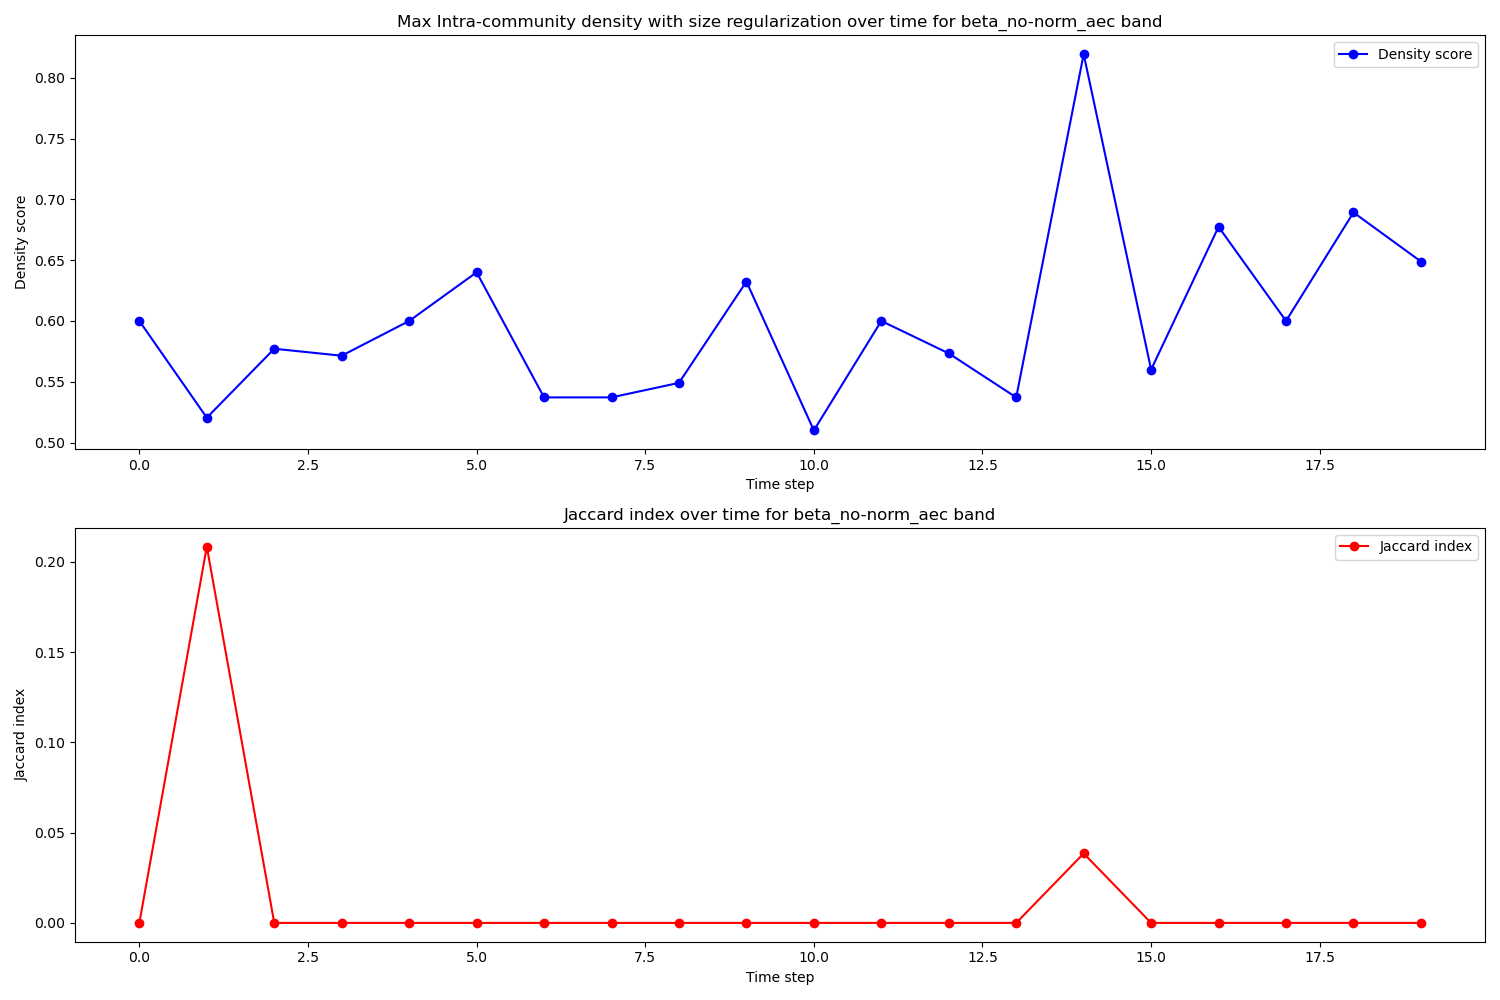 Max Intra-community density with size regularization over time for beta_no-norm_aec band
Density score
0.80
0.75
0.70
0.65
0.60
0.55
0.50
Density score
0.0 2.5 5.0 7.5 10.0 12.5 15.0 17.5
Time step
Jaccard index over time for beta_no-norm_aec band
Jaccard index
0.20
0.15
0.10
0.05
0.00
Jaccard index
0.0 2.5 5.0 7.5 10.0 12.5 15.0 17.5
Time step